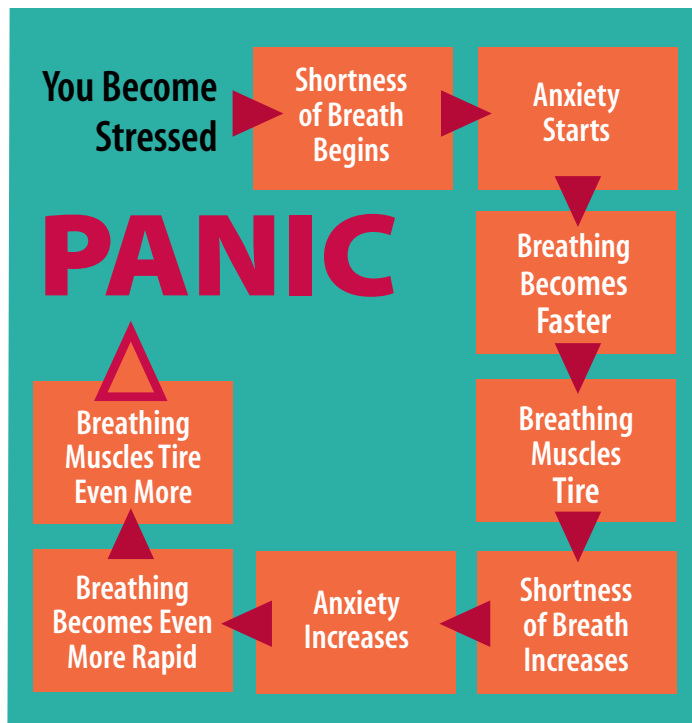 You Become
Stressed
Shortness
of Breath
Begins
Anxiety
Starts
Breathing
Becomes
Faster
Breathing
Muscles
Tire
Shortness
of Breath
Increases
Anxiety
Increases
Breathing
Becomes Even
More Rapid
Breathing
Muscles Tire
Even More
PANIC